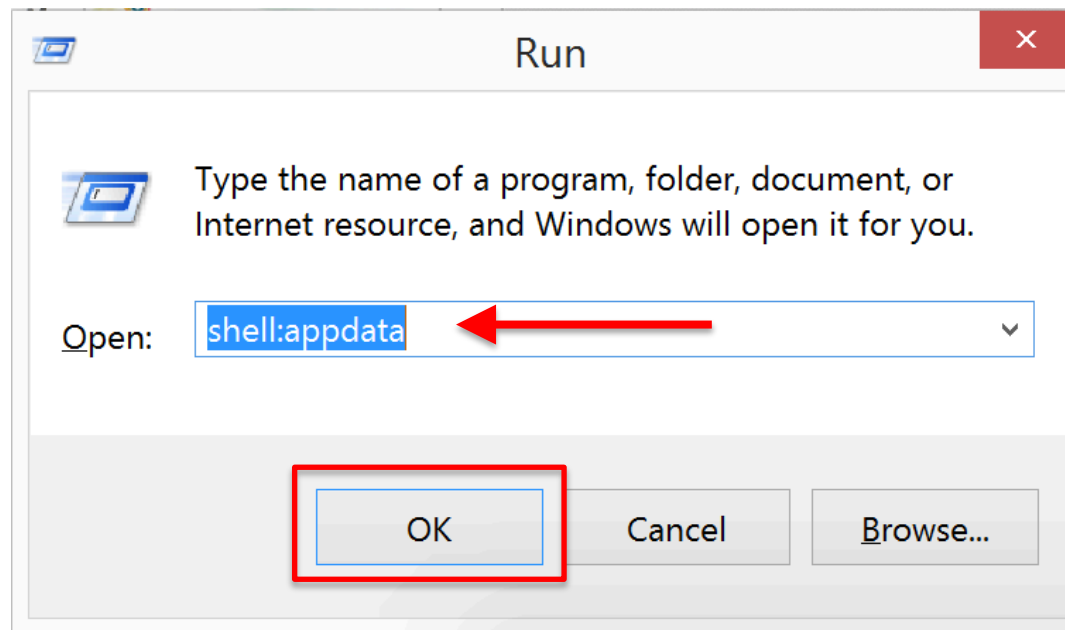 Run
Type the name of a program, folder, document, or
Internet resource, and Windows will open it for you.
Open:
shell:appdata
OK
Cancel
Browse...